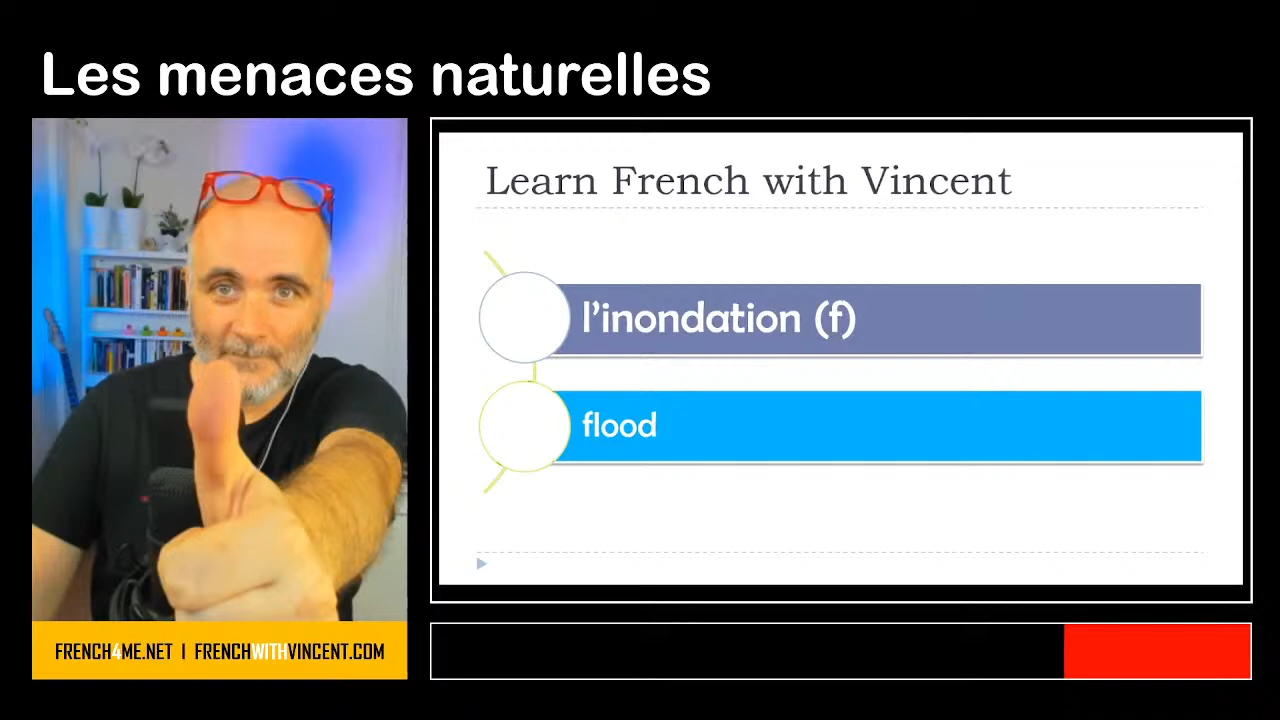 Les menaces naturelles
Learn French with Vincent
l’inondation (f)
flood
FRENCH4ME.NET I FRENCHWITHVINCENT.COM